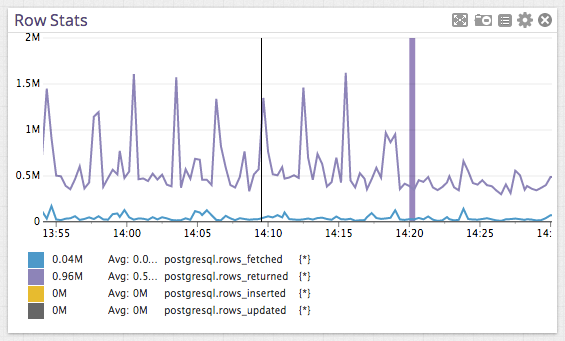 Row Stats
2M
1.5M
1M
0.5M
0
13:55 14:00 14:05 14:10 14:15 14:20 14:25 14:
0.04M Avg: 0.0... postgresql.rows_fetched {*}
0.96M Avg: 0.5... postgresql.rows_returned {*}
0M Avg: 0M postgresql.rows_inserted {*}
0M Avg: 0M postgresql.rows_updated {*}